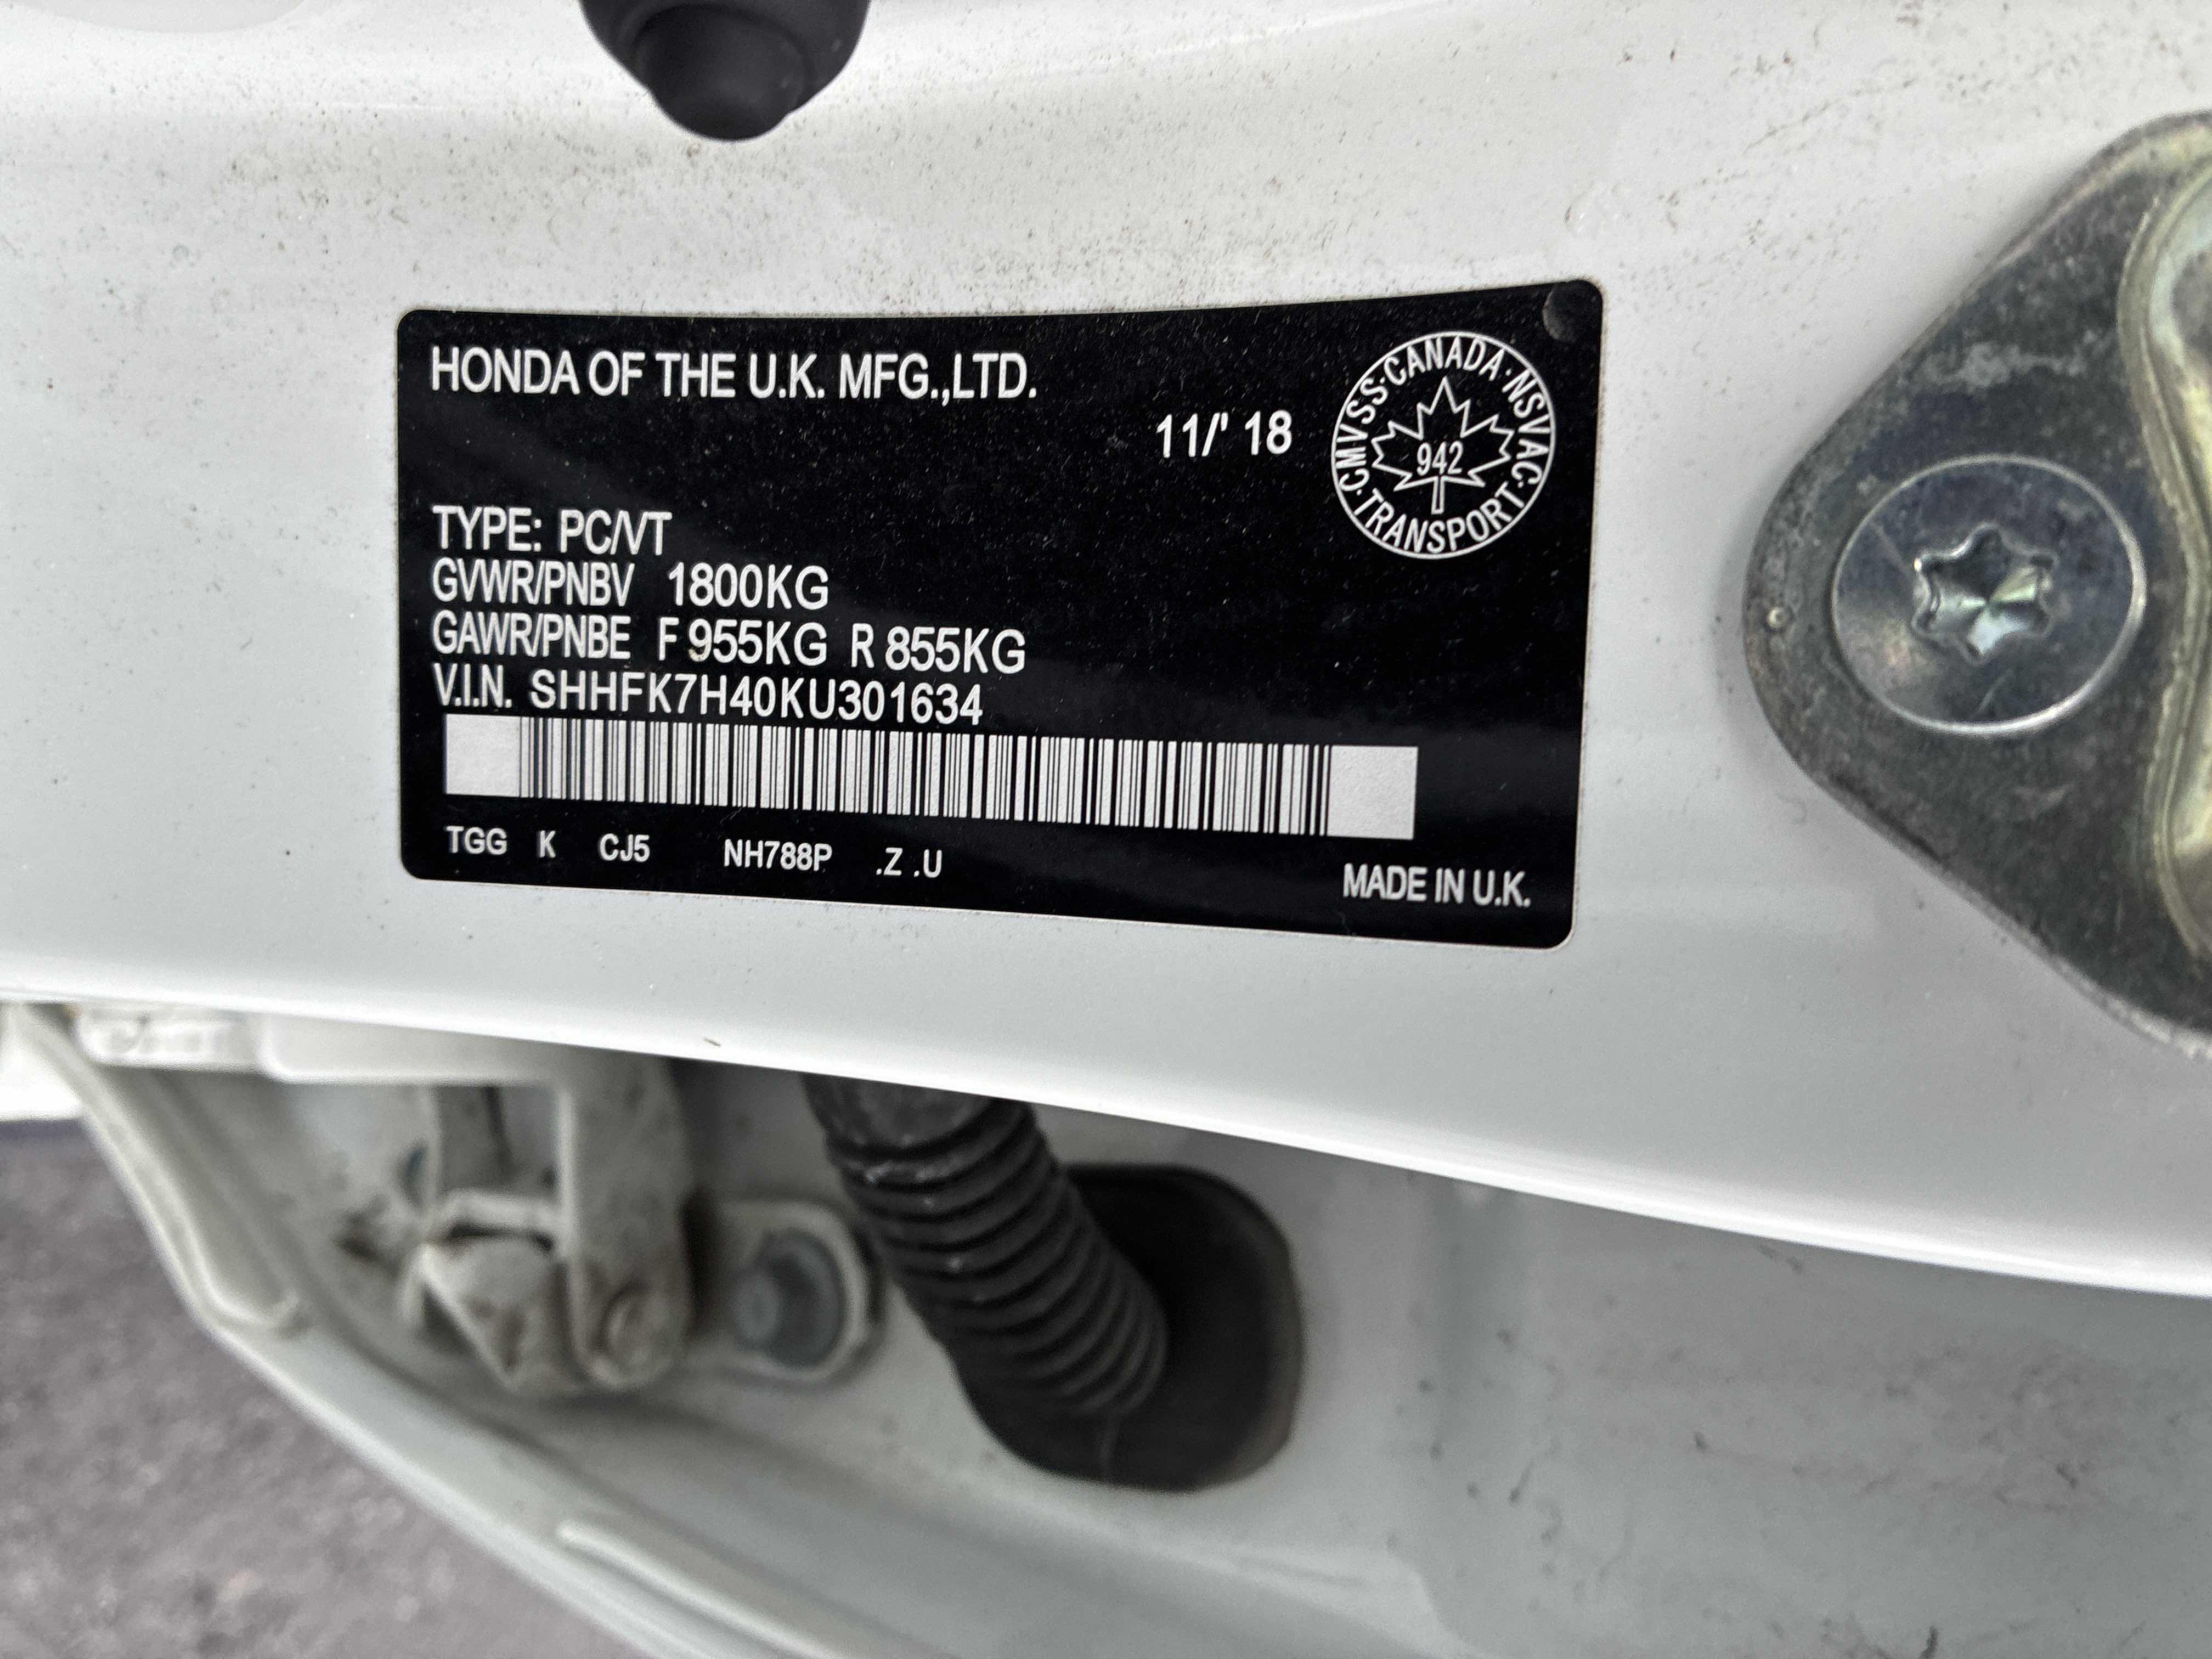 HONDA OF THE U.K. MFG.,LTD.
11/' 18
CMVSS · CANADA · NSVAC · TRANSPORT ·
942
TYPE: PC/VT
GVWR/PNBV 1800KG
GAWR/PNBE F 955KG R 855KG
V.I.N. SHHFK7H40KU301634
TGG K CJ5 NH788P .Z .U
MADE IN U.K.